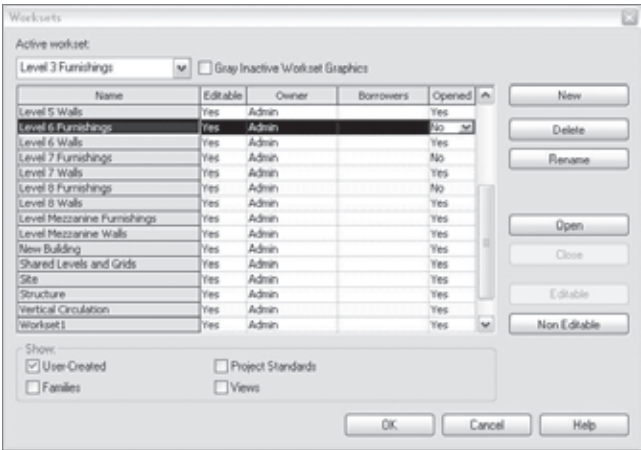 Worksets
Active workset:
Level 3 Furnishings
Gray Inactive Workset Graphics
Name Editable Owner Borrowers Opened
Level 5 Walls Yes Admin Yes
Level 6 Furnishings Yes Admin No
Level 6 Walls Yes Admin Yes
Level 7 Furnishings Yes Admin No
Level 7 Walls Yes Admin Yes
Level 8 Furnishings Yes Admin No
Level 8 Walls Yes Admin Yes
Level Mezzanine Furnishings Yes Admin Yes
Level Mezzanine Walls Yes Admin Yes
New Building Yes Admin Yes
Shared Levels and Grids Yes Admin Yes
Site Yes Admin Yes
Structure Yes Admin Yes
Vertical Circulation Yes Admin Yes
Workset1 Yes Admin Yes
New
Delete
Rename
Open
Close
Editable
Non Editable
Show:
User-Created Project Standards
Families Views
OK Cancel Help